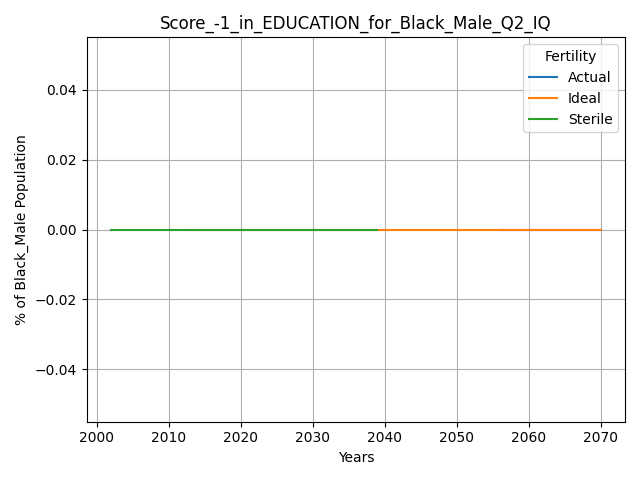 Score_-1_in_EDUCATION_for_Black_Male_Q2_IQ
Fertility
Actual
Ideal
Sterile
% of Black_Male Population
0.04
0.02
0.00
−0.02
−0.04
2000 2010 2020 2030 2040 2050 2060 2070
Years